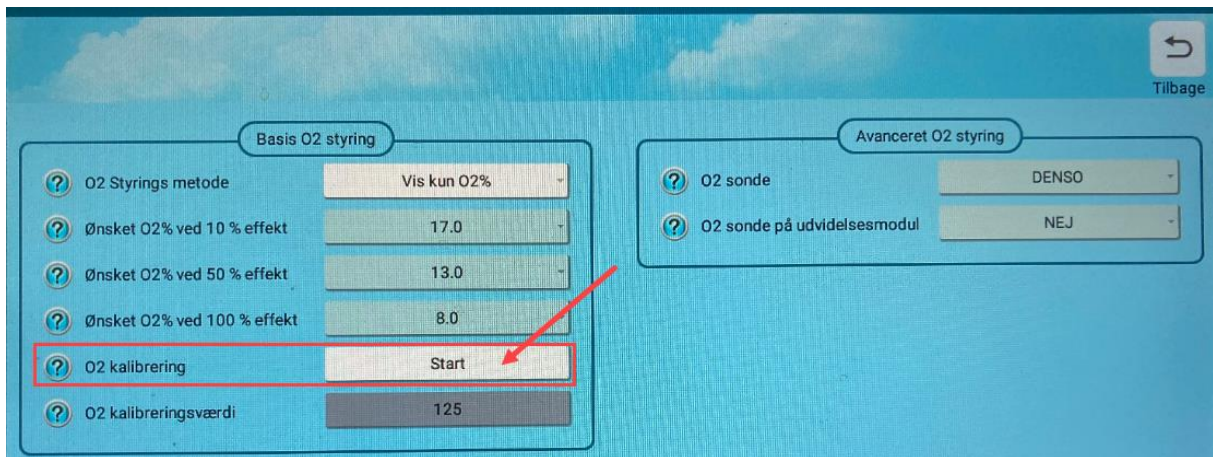 Tilbage
Basis O2 styring
O2 Styrings metode Vis kun O2%
Ønsket O2% ved 10 % effekt 17.0
Ønsket O2% ved 50 % effekt 13.0
Ønsket O2% ved 100 % effekt 8.0
O2 kalibrering Start
O2 kalibreringsværdi 125
Avanceret O2 styring
O2 sonde DENSO
O2 sonde på udvidelsesmodul NEJ